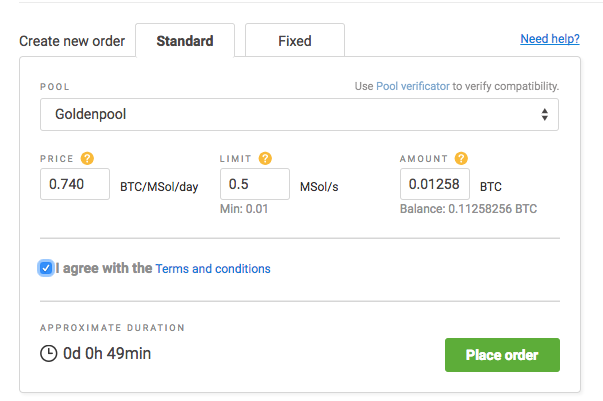 Create new order Standard Fixed Need help?
POOL Use Pool verificator to verify compatibility.
Goldenpool
PRICE ? LIMIT ? AMOUNT ?
0.740 BTC/MSol/day 0.5 MSol/s 0.01258 BTC
Min: 0.01 Balance: 0.11258256 BTC
I agree with the Terms and conditions
APPROXIMATE DURATION
0d 0h 49min Place order